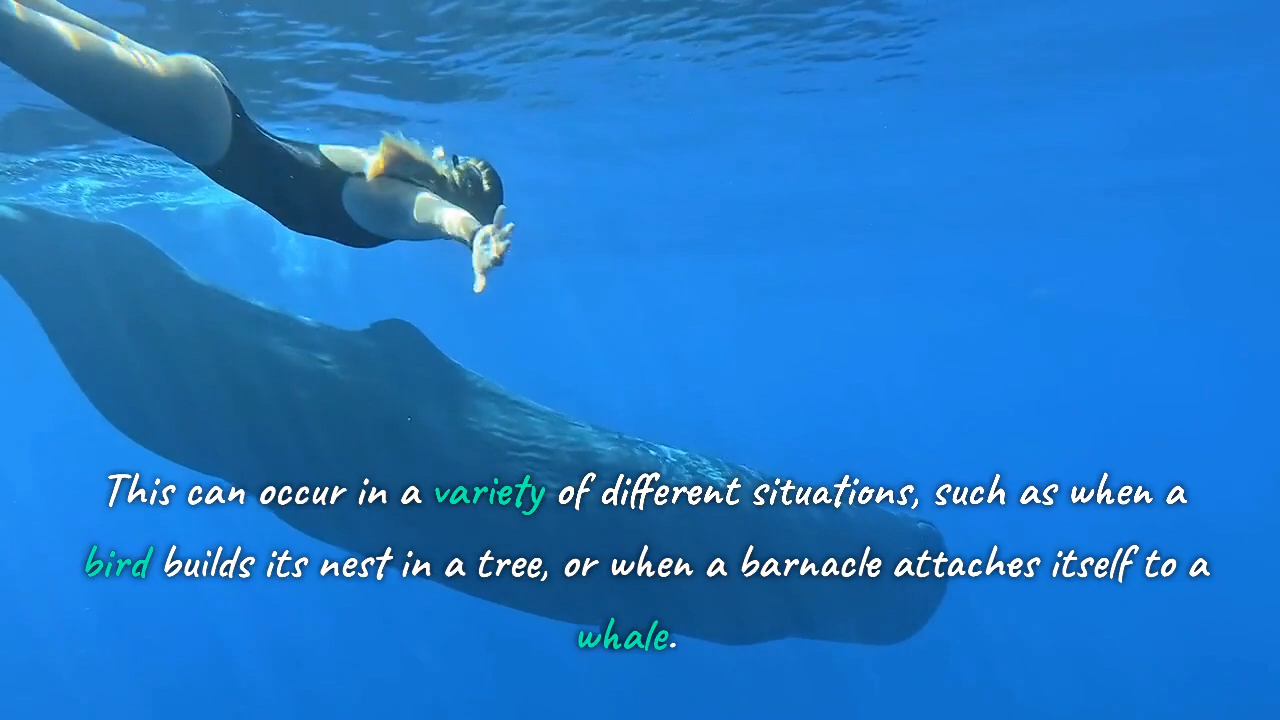 This can occur in a variety of different situations, such as when a
bird builds its nest in a tree, or when a barnacle attaches itself to a
whale.